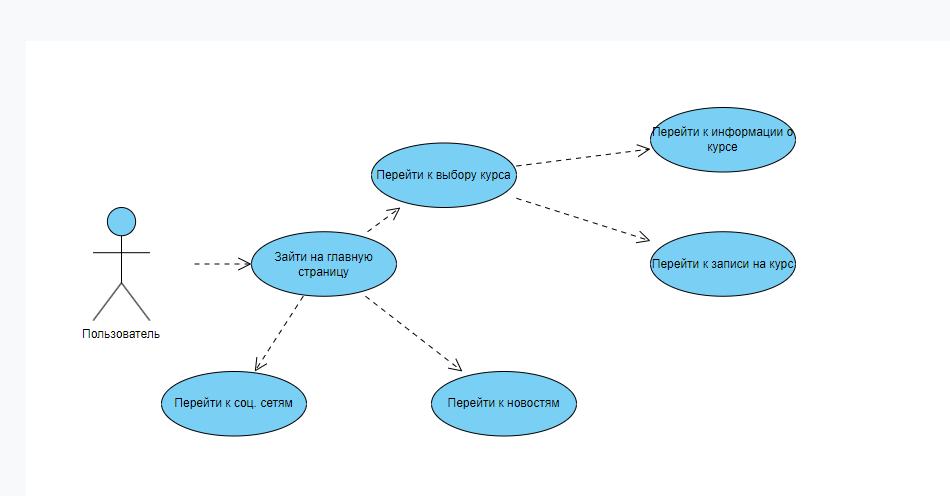 Перейти к информации о
курсе
Перейти к выбору курса
Зайти на главную
страницу
Перейти к записи на курс
Пользователь
Перейти к соц. сетям
Перейти к новостям